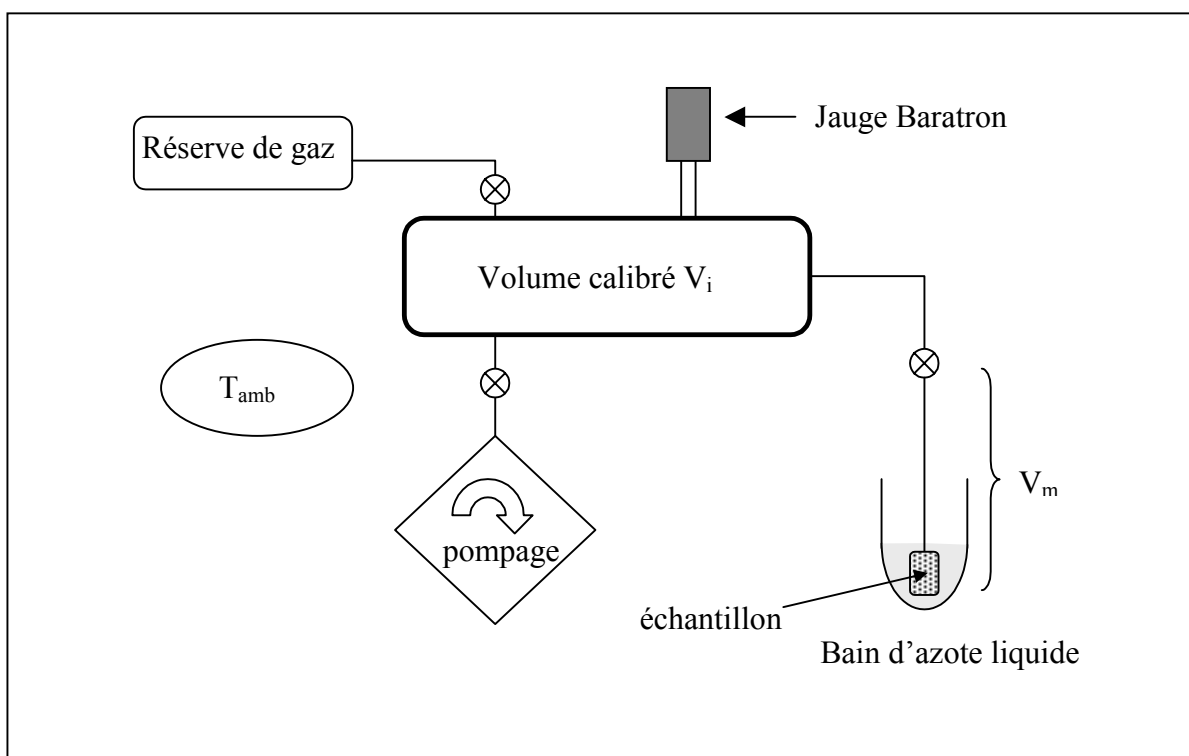 Jauge Baratron
Réserve de gaz
Volume calibré Vᵢ
Tₐₘb
Vₘ
pompage
échantillon
Bain d’azote liquide